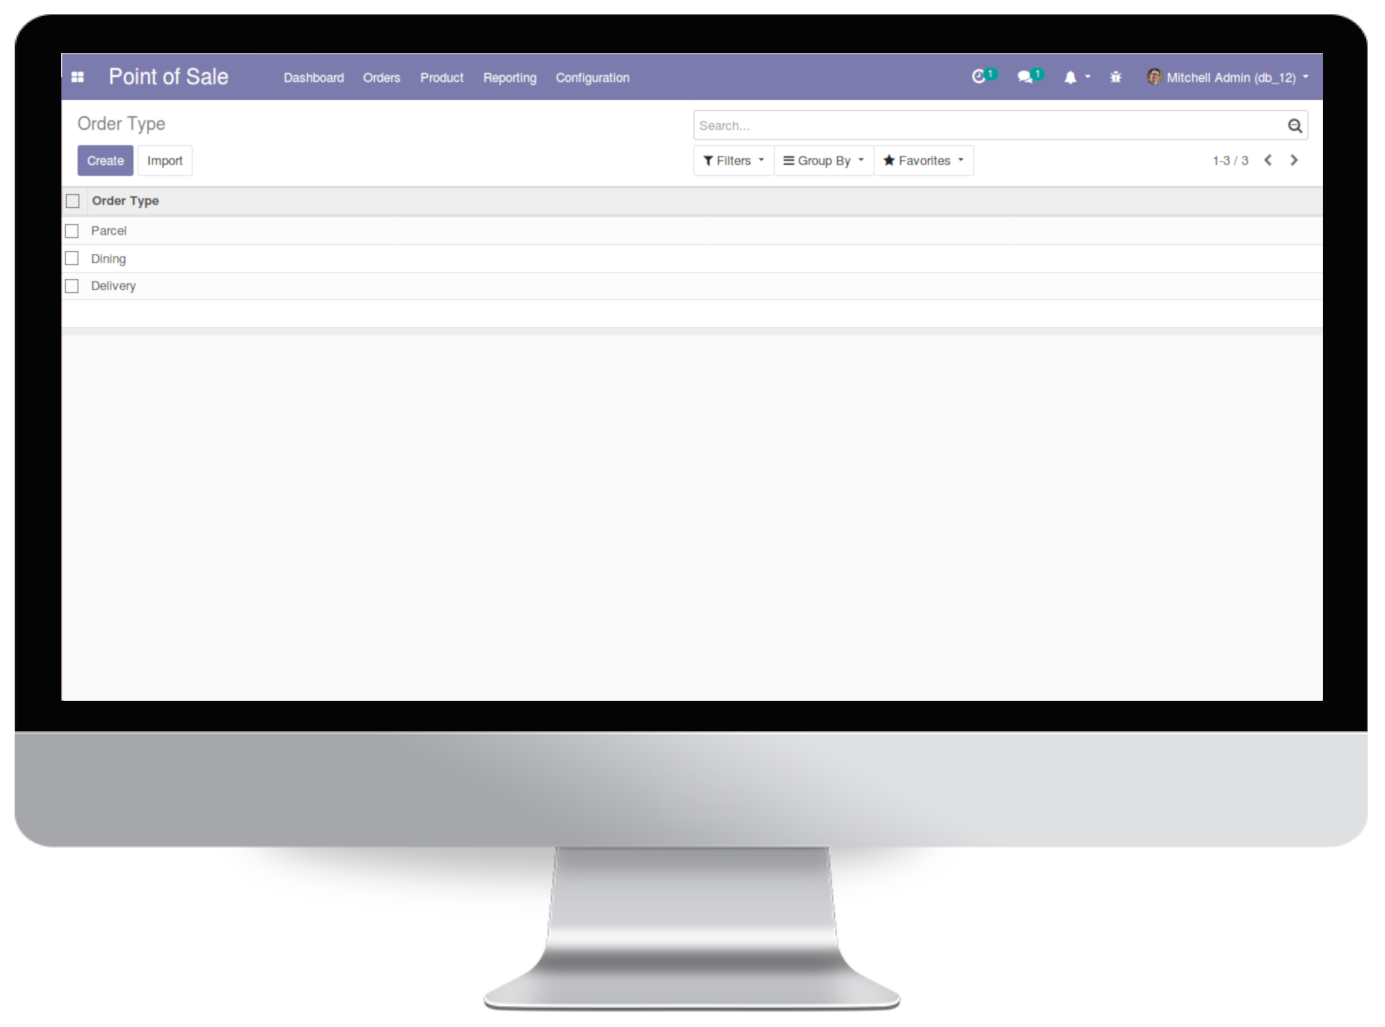 Point of Sale Dashboard Orders Product Reporting Configuration 1 1 Mitchell Admin (db_12)
Order Type
Search...
Create Import Filters Group By Favorites 1-3 / 3
Order Type
Parcel
Dining
Delivery